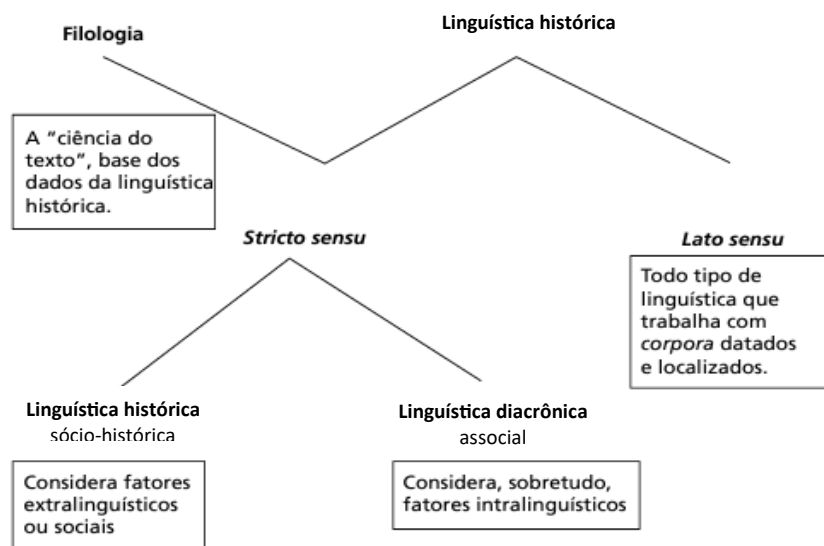 Filologia
Linguística histórica
A “ciência do
texto”, base dos
dados da linguística
histórica.
Stricto sensu
Lato sensu
Todo tipo de
linguística que
trabalha com
corpora datados
e localizados.
Linguística histórica
sócio-histórica
Linguística diacrônica
associal
Considera fatores
extralinguísticos
ou sociais
Considera, sobretudo,
fatores intralinguísticos